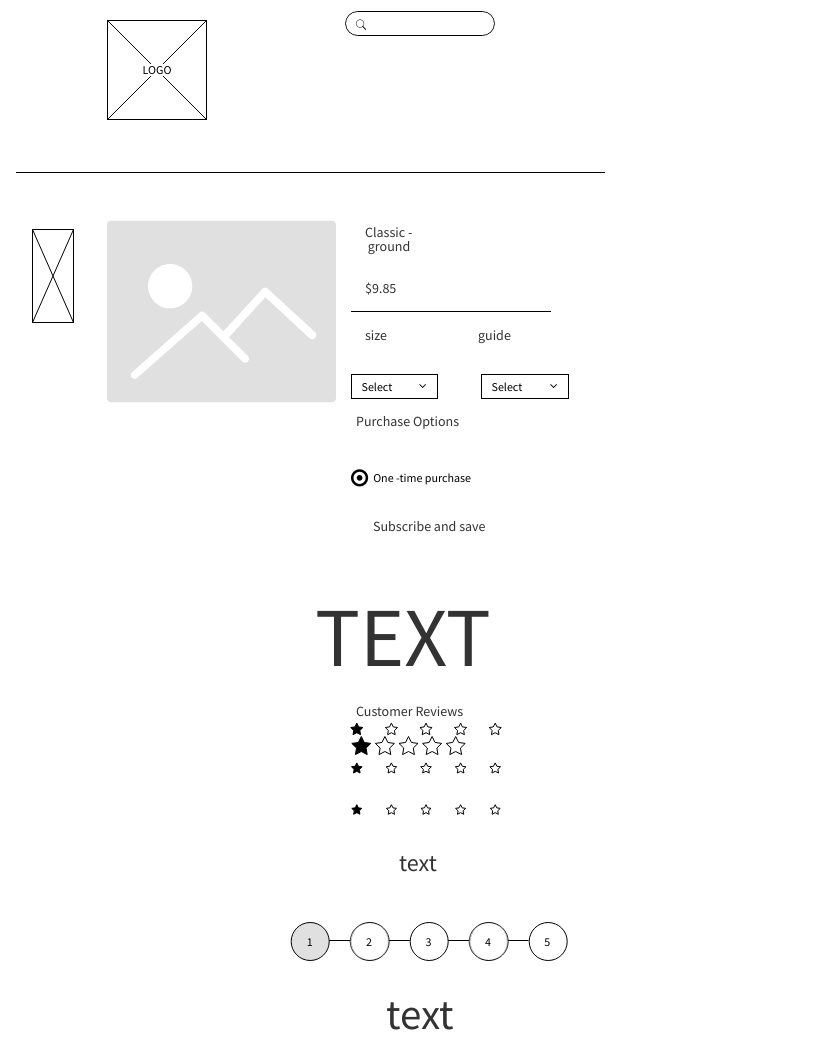 LOGO
Classic -
ground
$9.85
size guide
Select Select
Purchase Options
One -time purchase
Subscribe and save
TEXT
Customer Reviews
text
1 2 3 4 5
text